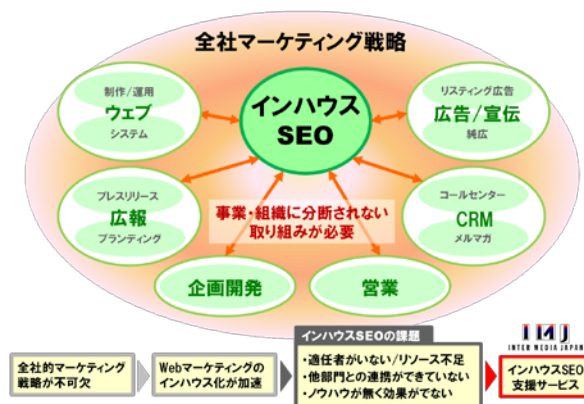 全社マーケティング戦略
制作/運用
ウェブ
システム
インハウス
SEO
リスティング広告
広告/宣伝
純広
プレスリリース
広報
ブランディング
事業・組織に分断されない
取り組みが必要
コールセンター
CRM
メルマガ
企画開発
営業
全社的マーケティング
戦略が不可欠
Webマーケティングの
インハウス化が加速
インハウスSEOの課題
・適任者がいない/リソース不足
・他部門との連携ができていない
・ノウハウが無く効果がでない
IMJ
INTER MEDIA JAPAN
インハウスSEO
支援サービス